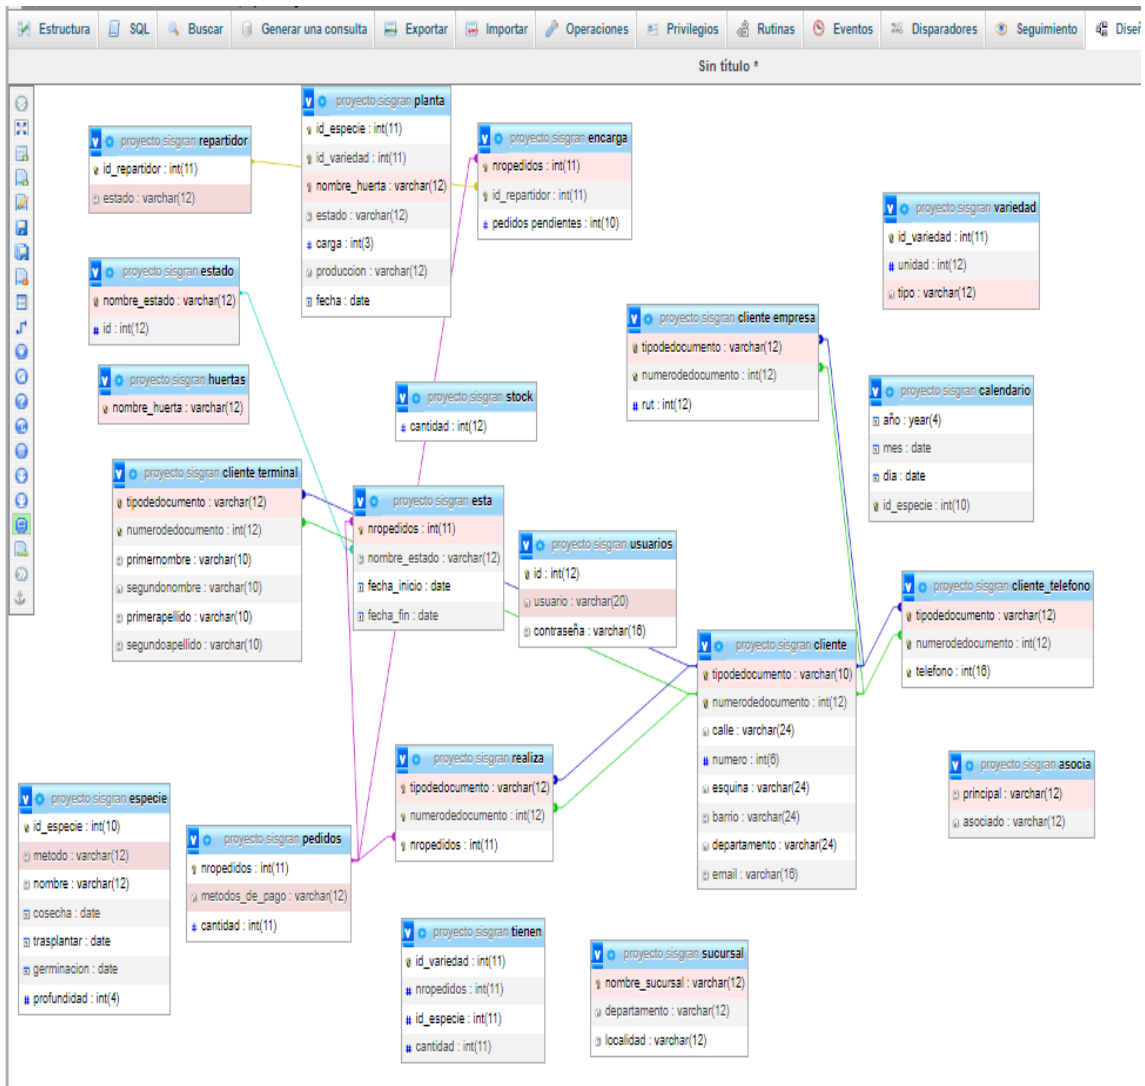 Estructura SQL Buscar Generar una consulta Exportar Importar Operaciones Privilegios Rutinas Eventos Disparadores Seguimiento Diseñ
Sin título *
proyecto sisgran planta
id_especie : int(11)
id_variedad : int(11)
nombre_huerta : varchar(12)
estado : varchar(12)
carga : int(3)
produccion : varchar(12)
fecha : date
proyecto sisgran repartidor
id_repartidor : int(11)
estado : varchar(12)
proyecto sisgran encarga
nropedidos : int(11)
id_repartidor : int(11)
pedidos pendientes : int(10)
proyecto sisgran variedad
id_variedad : int(11)
unidad : int(12)
tipo : varchar(12)
proyecto sisgran estado
nombre_estado : varchar(12)
id : int(12)
proyecto sisgran cliente empresa
tipodedocumento : varchar(12)
numerodedocumento : int(12)
rut : int(12)
proyecto sisgran huertas
nombre_huerta : varchar(12)
proyecto sisgran stock
cantidad : int(12)
proyecto sisgran calendario
año : year(4)
mes : date
dia : date
id_especie : int(10)
proyecto sisgran cliente terminal
tipodedocumento : varchar(12)
numerodedocumento : int(12)
primernombre : varchar(10)
segundonombre : varchar(10)
primerapellido : varchar(10)
segundoapellido : varchar(10)
proyecto sisgran esta
nropedidos : int(11)
nombre_estado : varchar(12)
fecha_inicio : date
fecha_fin : date
proyecto sisgran usuarios
id : int(12)
usuario : varchar(20)
contraseña : varchar(16)
proyecto sisgran cliente_telefono
tipodedocumento : varchar(12)
numerodedocumento : int(12)
telefono : int(16)
proyecto sisgran cliente
tipodedocumento : varchar(10)
numerodedocumento : int(12)
calle : varchar(24)
numero : int(6)
esquina : varchar(24)
barrio : varchar(24)
departamento : varchar(24)
email : varchar(16)
proyecto sisgran realiza
tipodedocumento : varchar(12)
numerodedocumento : int(12)
nropedidos : int(11)
proyecto sisgran asocia
principal : varchar(12)
asociado : varchar(12)
proyecto sisgran especie
id_especie : int(10)
metodo : varchar(12)
nombre : varchar(12)
cosecha : date
trasplantar : date
germinacion : date
profundidad : int(4)
proyecto sisgran pedidos
nropedidos : int(11)
metodos_de_pago : varchar(12)
cantidad : int(11)
proyecto sisgran tienen
id_variedad : int(11)
nropedidos : int(11)
id_especie : int(11)
cantidad : int(11)
proyecto sisgran sucursal
nombre_sucursal : varchar(12)
departamento : varchar(12)
localidad : varchar(12)